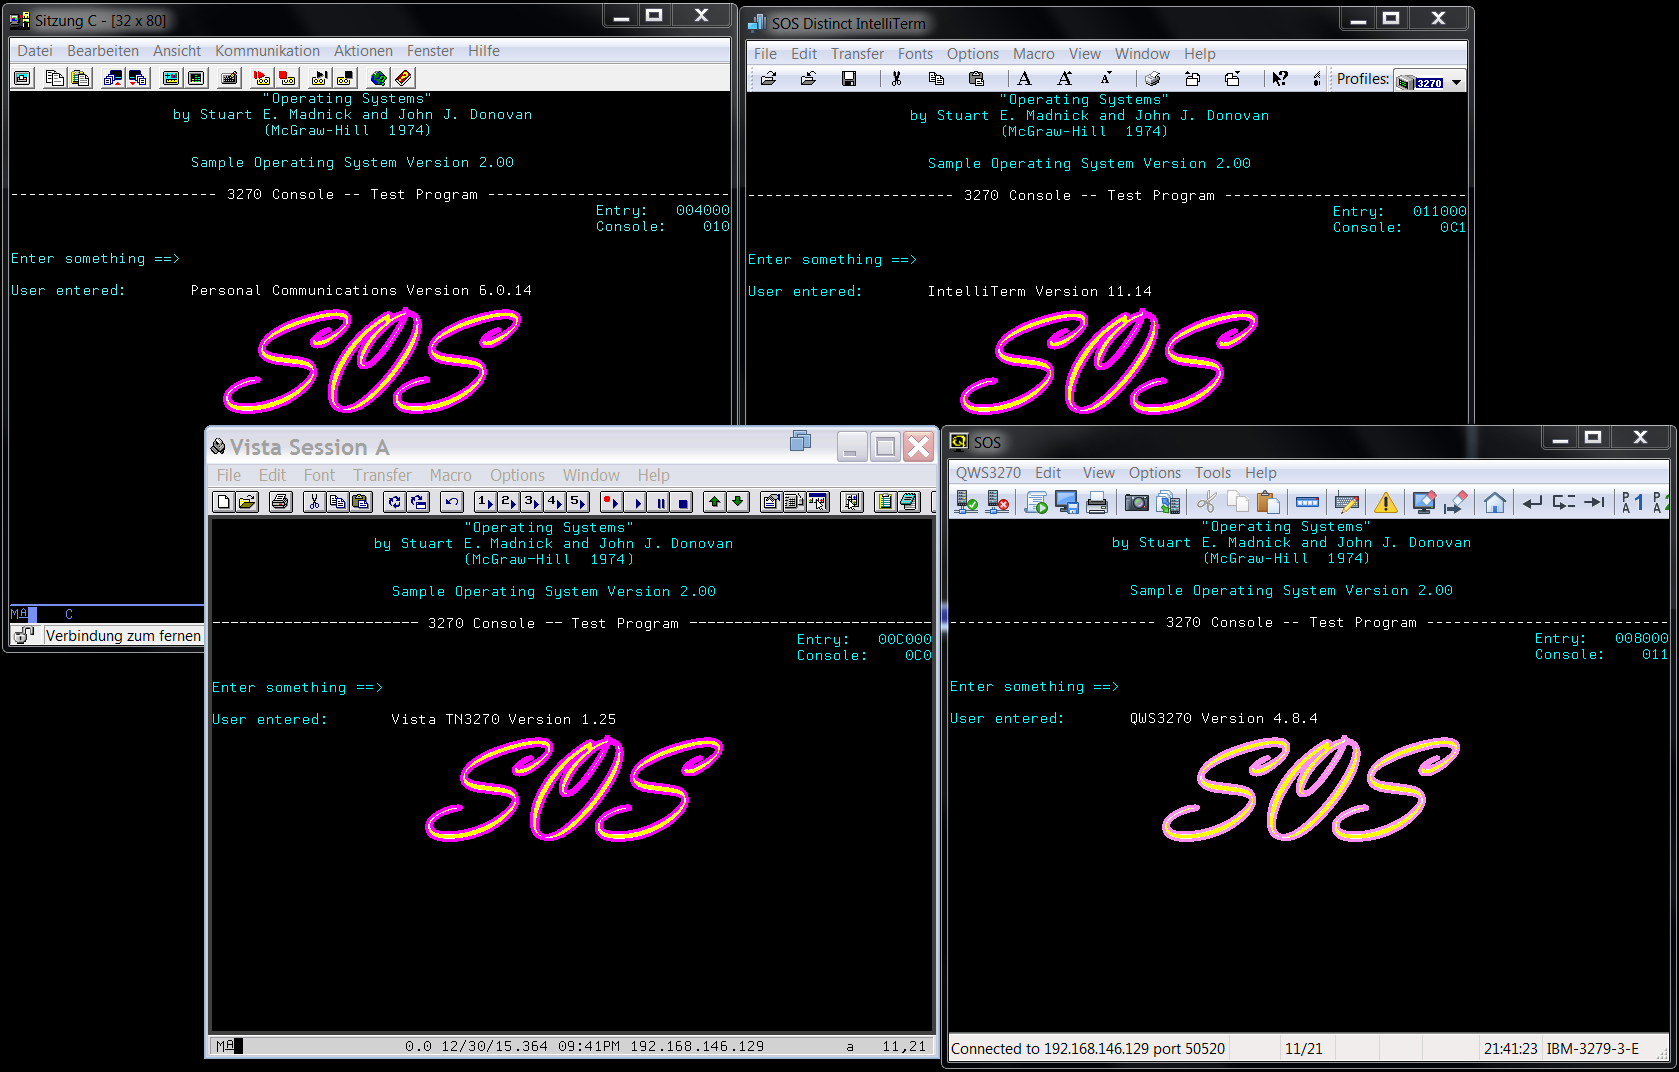 Sitzung C - [32 x 80]
Datei Bearbeiten Ansicht Kommunikation Aktionen Fenster Hilfe
"Operating Systems"
by Stuart E. Madnick and John J. Donovan
(McGraw-Hill  1974)
Sample Operating System Version 2.00
----------------------- 3270 Console -- Test Program ---------------------------
Entry:   004000
Console:    010
Enter something ==>
User entered:       Personal Communications Version 6.0.14
SOS
MA C
Verbindung zum fernen
SOS Distinct IntelliTerm
File Edit Transfer Fonts Options Macro View Window Help
Profiles: 3270
"Operating Systems"
by Stuart E. Madnick and John J. Donovan
(McGraw-Hill  1974)
Sample Operating System Version 2.00
----------------------- 3270 Console -- Test Program ---------------------------
Entry:   011000
Console:    0C1
Enter something ==>
User entered:       IntelliTerm Version 11.14
SOS
Vista Session A
File Edit Font Transfer Macro Options Window Help
1 2 3 4 5
"Operating Systems"
by Stuart E. Madnick and John J. Donovan
(McGraw-Hill  1974)
Sample Operating System Version 2.00
----------------------- 3270 Console -- Test Program ---------------------------
Entry:   00C000
Console:    0C0
Enter something ==>
User entered:       Vista TN3270 Version 1.25
SOS
MA 0.0 12/30/15.364 09:41PM 192.168.146.129 a 11,21
SOS
QWS3270 Edit View Options Tools Help
PA1 PA2
"Operating Systems"
by Stuart E. Madnick and John J. Donovan
(McGraw-Hill  1974)
Sample Operating System Version 2.00
----------------------- 3270 Console -- Test Program ---------------------------
Entry:   008000
Console:    011
Enter something ==>
User entered:       QWS3270 Version 4.8.4
SOS
Connected to 192.168.146.129 port 50520 11/21 21:41:23 IBM-3279-3-E